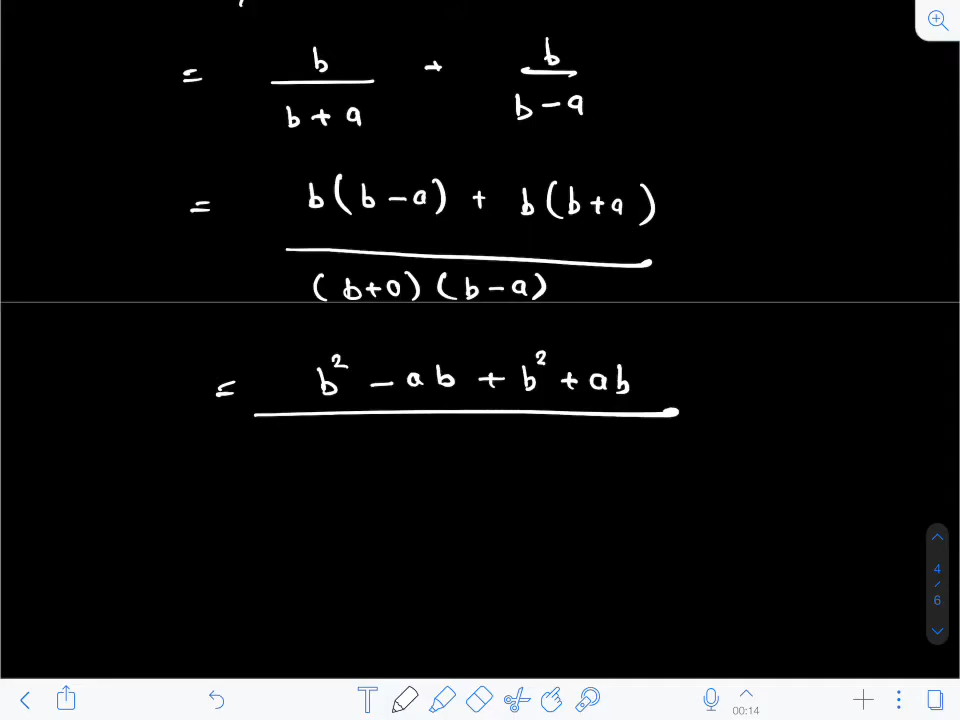 = b/(b + a) + b/(b - a)
= b(b - a) + b(b + a)
(b + 0) (b - a)
= b² - ab + b² + ab
4
/
6
T
00:14